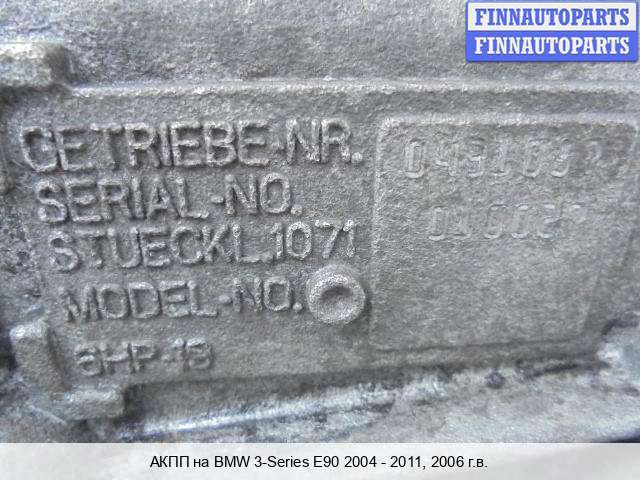 FINNAUTOPARTS
FINNAUTOPARTS
GETRIEBE-NR.
SERIAL-NO.
STUECKL.1071
MODEL-NO.
6HP-19
АКПП на BMW 3-Series E90 2004 - 2011, 2006 г.в.